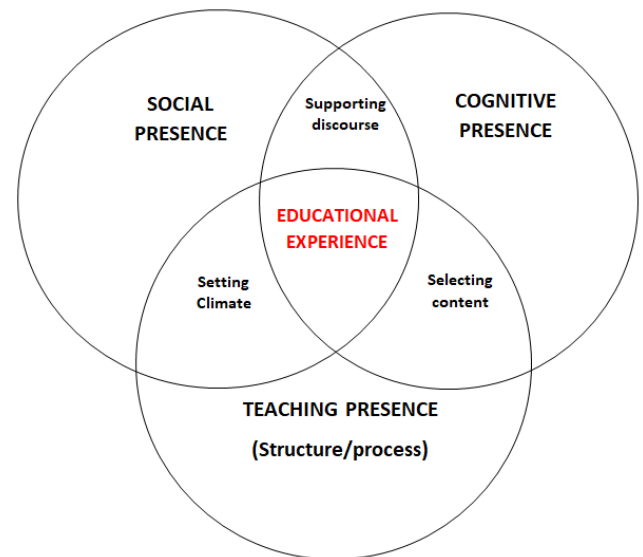 SOCIAL
PRESENCE
Supporting
discourse
COGNITIVE
PRESENCE
EDUCATIONAL
EXPERIENCE
Setting
Climate
Selecting
content
TEACHING PRESENCE
(Structure/process)